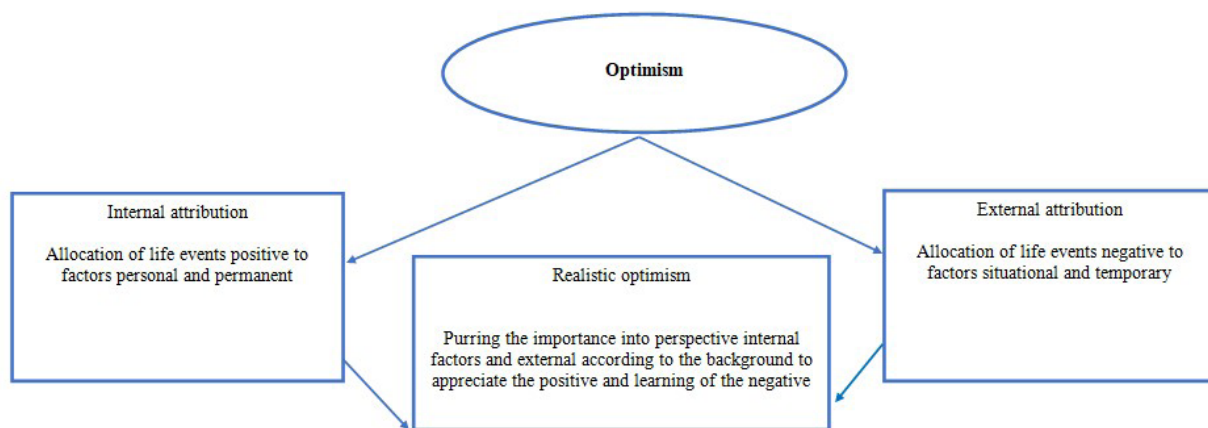 Optimism
Internal attribution
Allocation of life events positive to
factors personal and permanent
External attribution
Allocation of life events negative to
factors situational and temporary
Realistic optimism
Purring the importance into perspective internal
factors and external according to the background to
appreciate the positive and learning of the negative